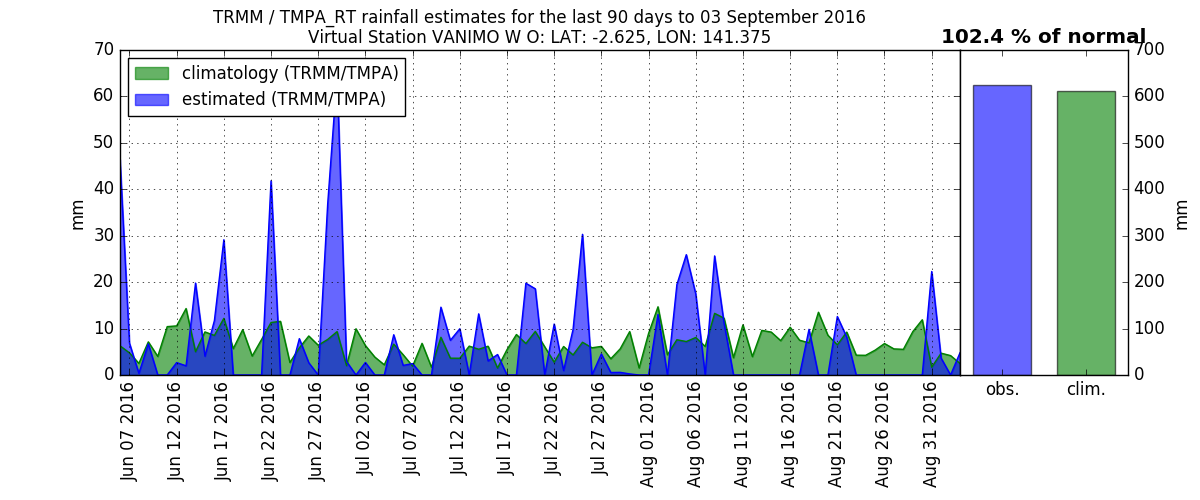 TRMM / TMPA_RT rainfall estimates for the last 90 days to 03 September 2016
Virtual Station VANIMO W O: LAT: -2.625, LON: 141.375
102.4 % of normal
climatology (TRMM/TMPA)
estimated (TRMM/TMPA)
70
60
50
40
30
20
10
0
mm
Jun 07 2016
Jun 12 2016
Jun 17 2016
Jun 22 2016
Jun 27 2016
Jul 02 2016
Jul 07 2016
Jul 12 2016
Jul 17 2016
Jul 22 2016
Jul 27 2016
Aug 01 2016
Aug 06 2016
Aug 11 2016
Aug 16 2016
Aug 21 2016
Aug 26 2016
Aug 31 2016
700
600
500
400
300
200
100
0
mm
obs.
clim.